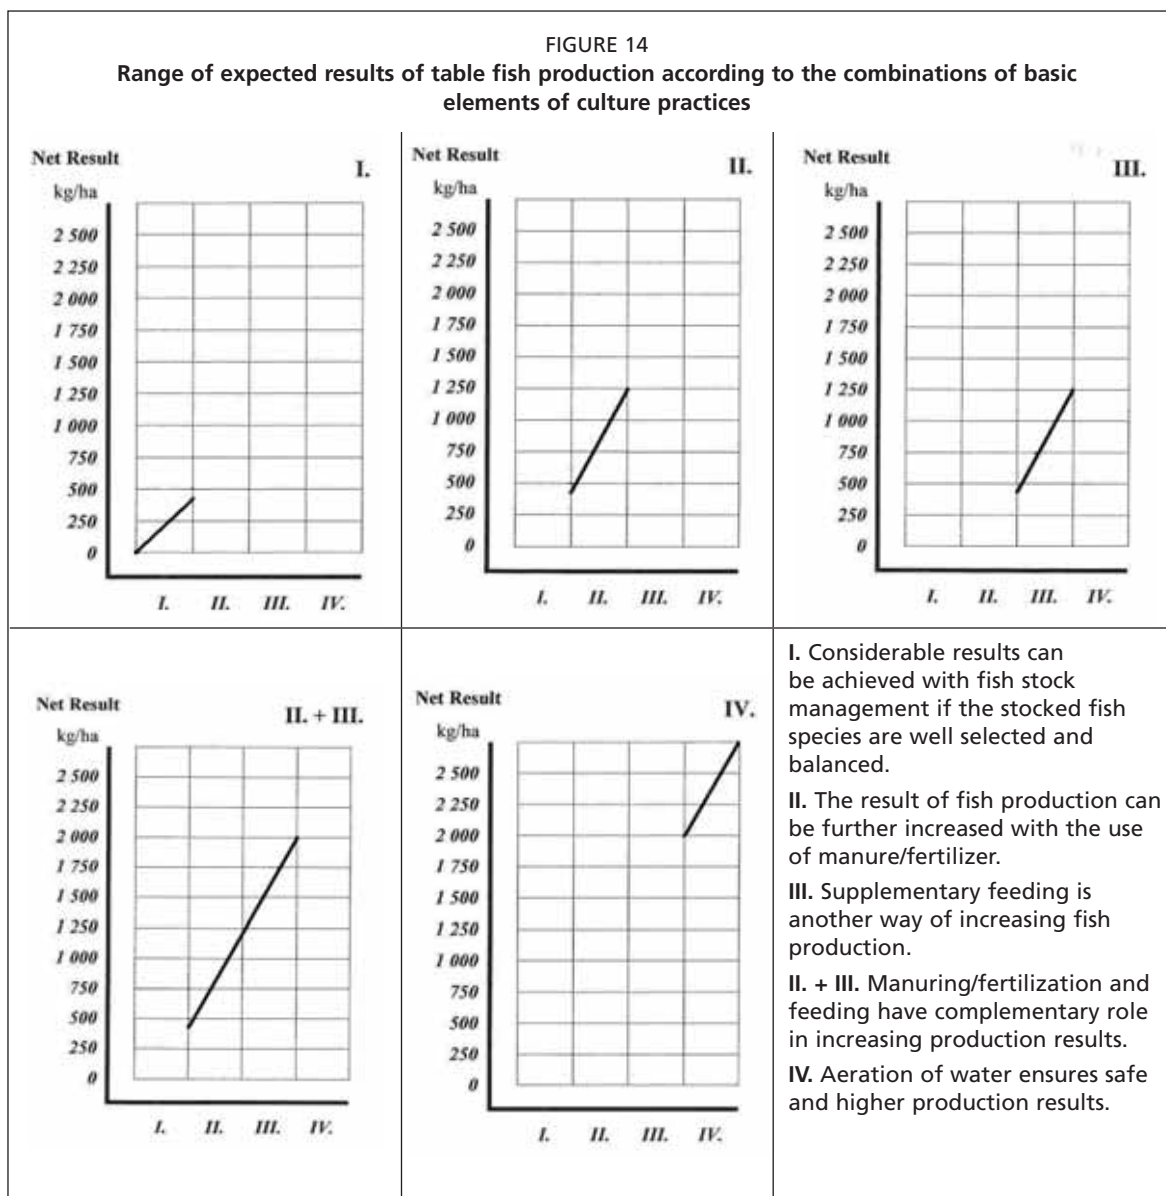 FIGURE 14
Range of expected results of table fish production according to the combinations of basic
elements of culture practices
Net Result
I.
kg/ha
2 500
2 250
2 000
1 750
1 500
1 250
1 000
750
500
250
0
I. II. III. IV.
Net Result
II.
kg/ha
2 500
2 250
2 000
1 750
1 500
1 250
1 000
750
500
250
0
I. II. III. IV.
Net Result
III.
kg/ha
2 500
2 250
2 000
1 750
1 500
1 250
1 000
750
500
250
0
I. II. III. IV.
Net Result
II. + III.
kg/ha
2 500
2 250
2 000
1 750
1 500
1 250
1 000
750
500
250
0
I. II. III. IV.
Net Result
IV.
kg/ha
2 500
2 250
2 000
1 750
1 500
1 250
1 000
750
500
250
0
I. II. III. IV.
I. Considerable results can
be achieved with fish stock
management if the stocked fish
species are well selected and
balanced.
II. The result of fish production can
be further increased with the use
of manure/fertilizer.
III. Supplementary feeding is
another way of increasing fish
production.
II. + III. Manuring/fertilization and
feeding have complementary role
in increasing production results.
IV. Aeration of water ensures safe
and higher production results.